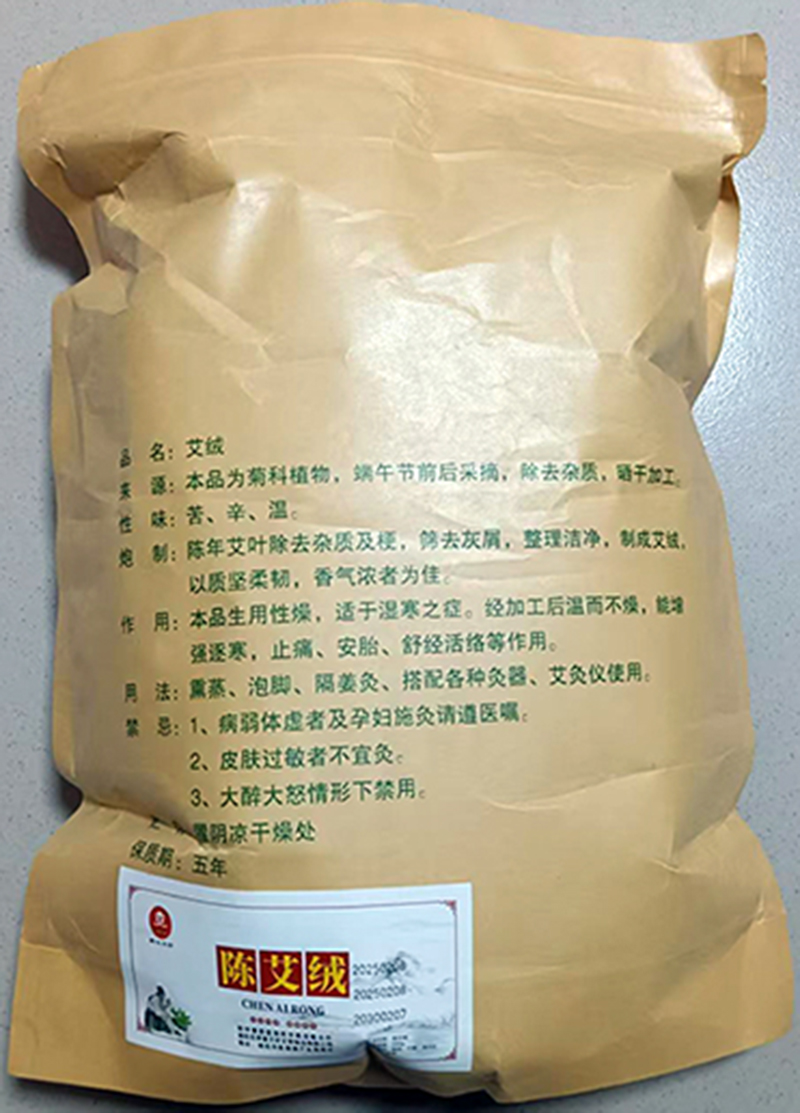 品 名：艾绒
来 源：本品为菊科植物，端午节前后采摘，除去杂质，晒干加工。
性 味：苦、辛、温。
炮 制：陈年艾叶除去杂质及梗，筛去灰屑，整理洁净，制成艾绒，
以质坚柔韧，香气浓者为佳。
作 用：本品生用性燥，适于湿寒之症。经加工后温而不燥，能增
强逐寒，止痛、安胎、舒经活络等作用。
用 法：熏蒸、泡脚、隔姜灸、搭配各种灸器、艾灸仪使用。
禁 忌：1、病弱体虚者及孕妇施灸请遵医嘱。
2、皮肤过敏者不宜灸。
3、大醉大怒情形下禁用。
置阴凉干燥处
保质期：五年
陈艾绒
CHEN AI RONG
20250208
20300207